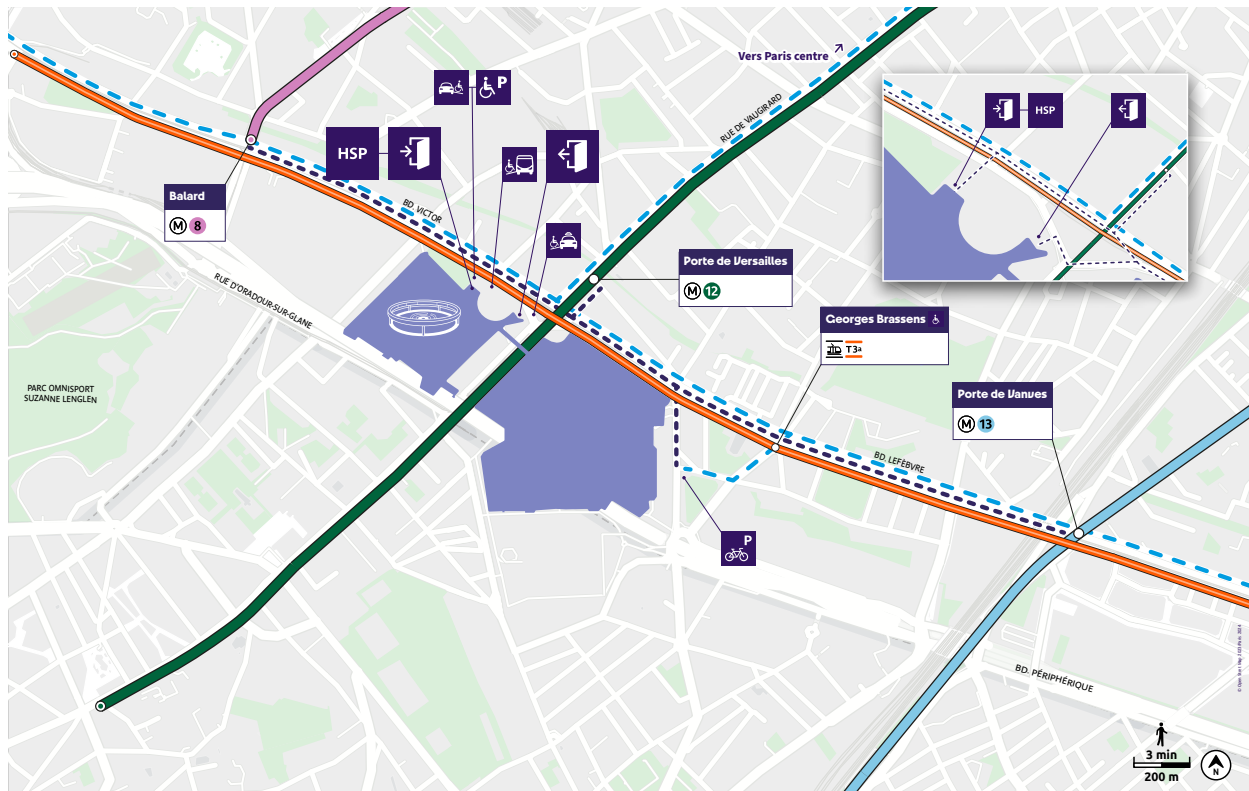 Vers Paris centre
P
HSP
HSP
RUE DE VAUGIRARD
Balard
M 8
BD. VICTOR
RUE D'ORADOUR-SUR-GLANE
Porte de Versailles
M 12
Georges Brassens
T3a
PARC OMNISPORT
SUZANNE LENGLEN
Porte de Vanves
M 13
BD. LEFÈBVRE
P
BD. PÉRIPHÉRIQUE
3 min
200 m
N